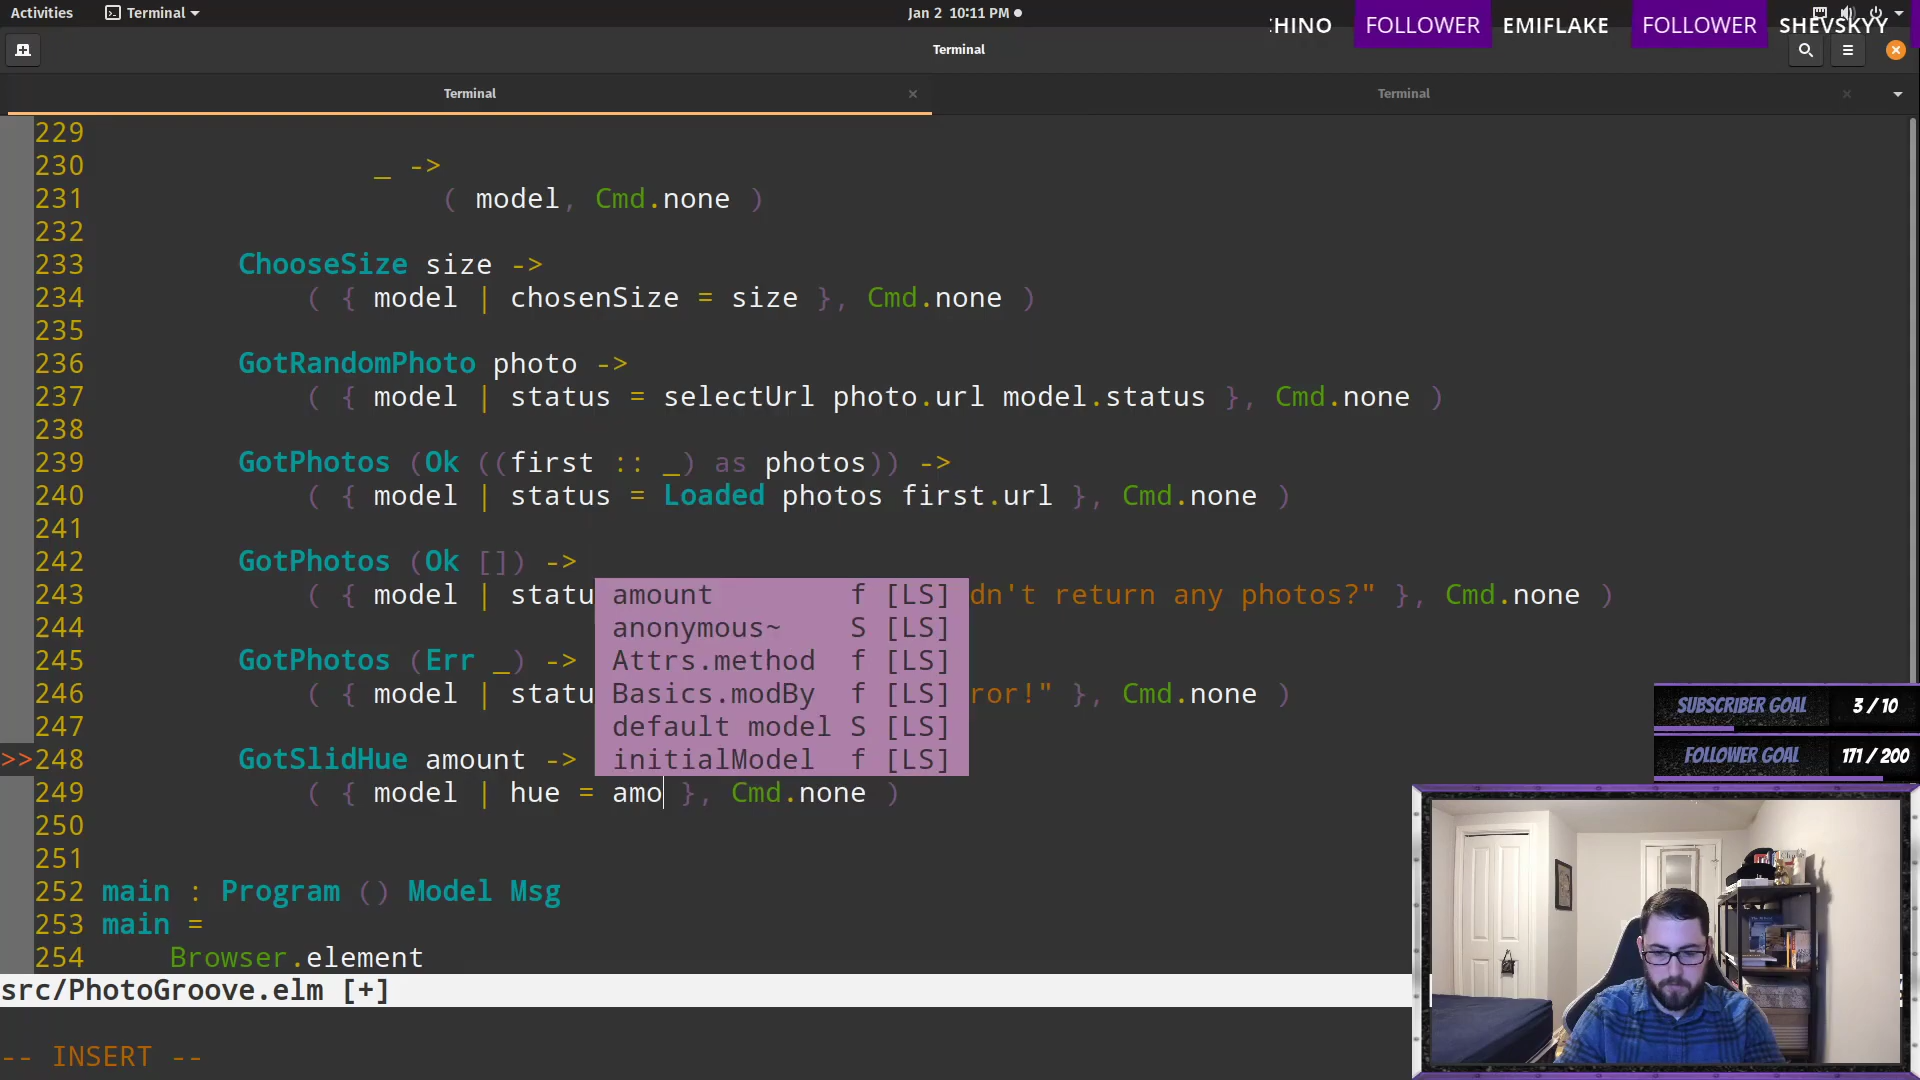 Activities
Terminal
Jan 2 10:11 PM
HINO
FOLLOWER
EMIFLAKE
FOLLOWER
SHEVSKYY
Terminal
Terminal
Terminal
229
230 _ ->
231 ( model, Cmd.none )
232
233 ChooseSize size ->
234 ( { model | chosenSize = size }, Cmd.none )
235
236 GotRandomPhoto photo ->
237 ( { model | status = selectUrl photo.url model.status }, Cmd.none )
238
239 GotPhotos (Ok ((first :: _) as photos)) ->
240 ( { model | status = Loaded photos first.url }, Cmd.none )
241
242 GotPhotos (Ok []) ->
243 ( { model | statu dn't return any photos?" }, Cmd.none )
244
245 GotPhotos (Err _) ->
246 ( { model | statu ror!" }, Cmd.none )
247
>>248 GotSlidHue amount ->
249 ( { model | hue = amo }, Cmd.none )
250
251
252 main : Program () Model Msg
253 main =
254 Browser.element
amount f [LS]
anonymous~ S [LS]
Attrs.method f [LS]
Basics.modBy f [LS]
default model S [LS]
initialModel f [LS]
src/PhotoGroove.elm [+]
-- INSERT --
SUBSCRIBER GOAL 3 / 10
FOLLOWER GOAL 171 / 200